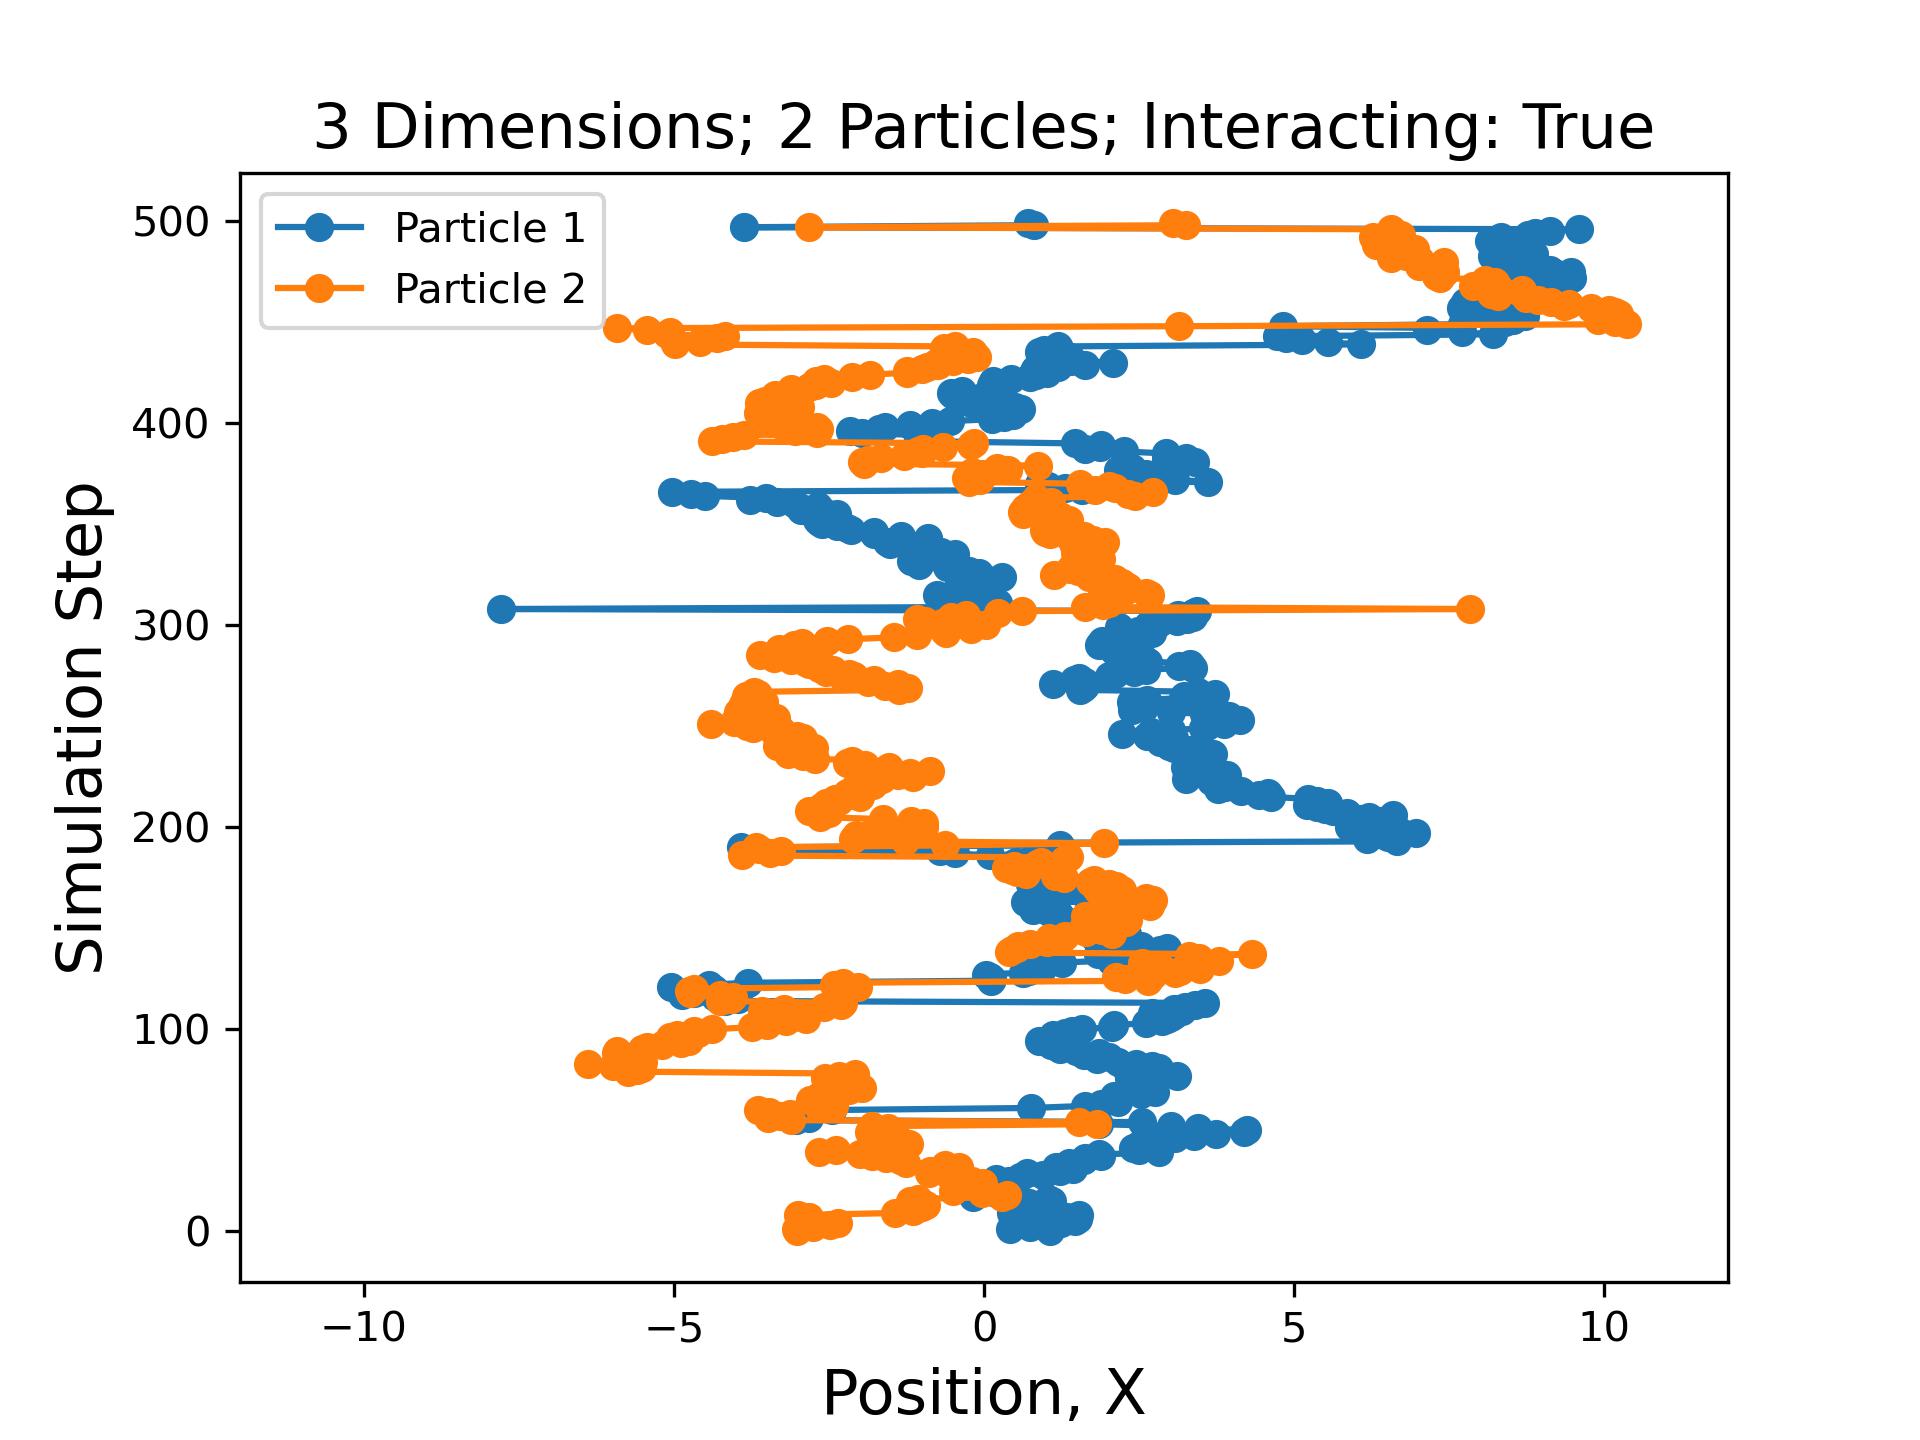 3 Dimensions; 2 Particles; Interacting: True
Particle 1
Particle 2
500
400
300
200
100
0
Simulation Step
−10
−5
0
5
10
Position, X